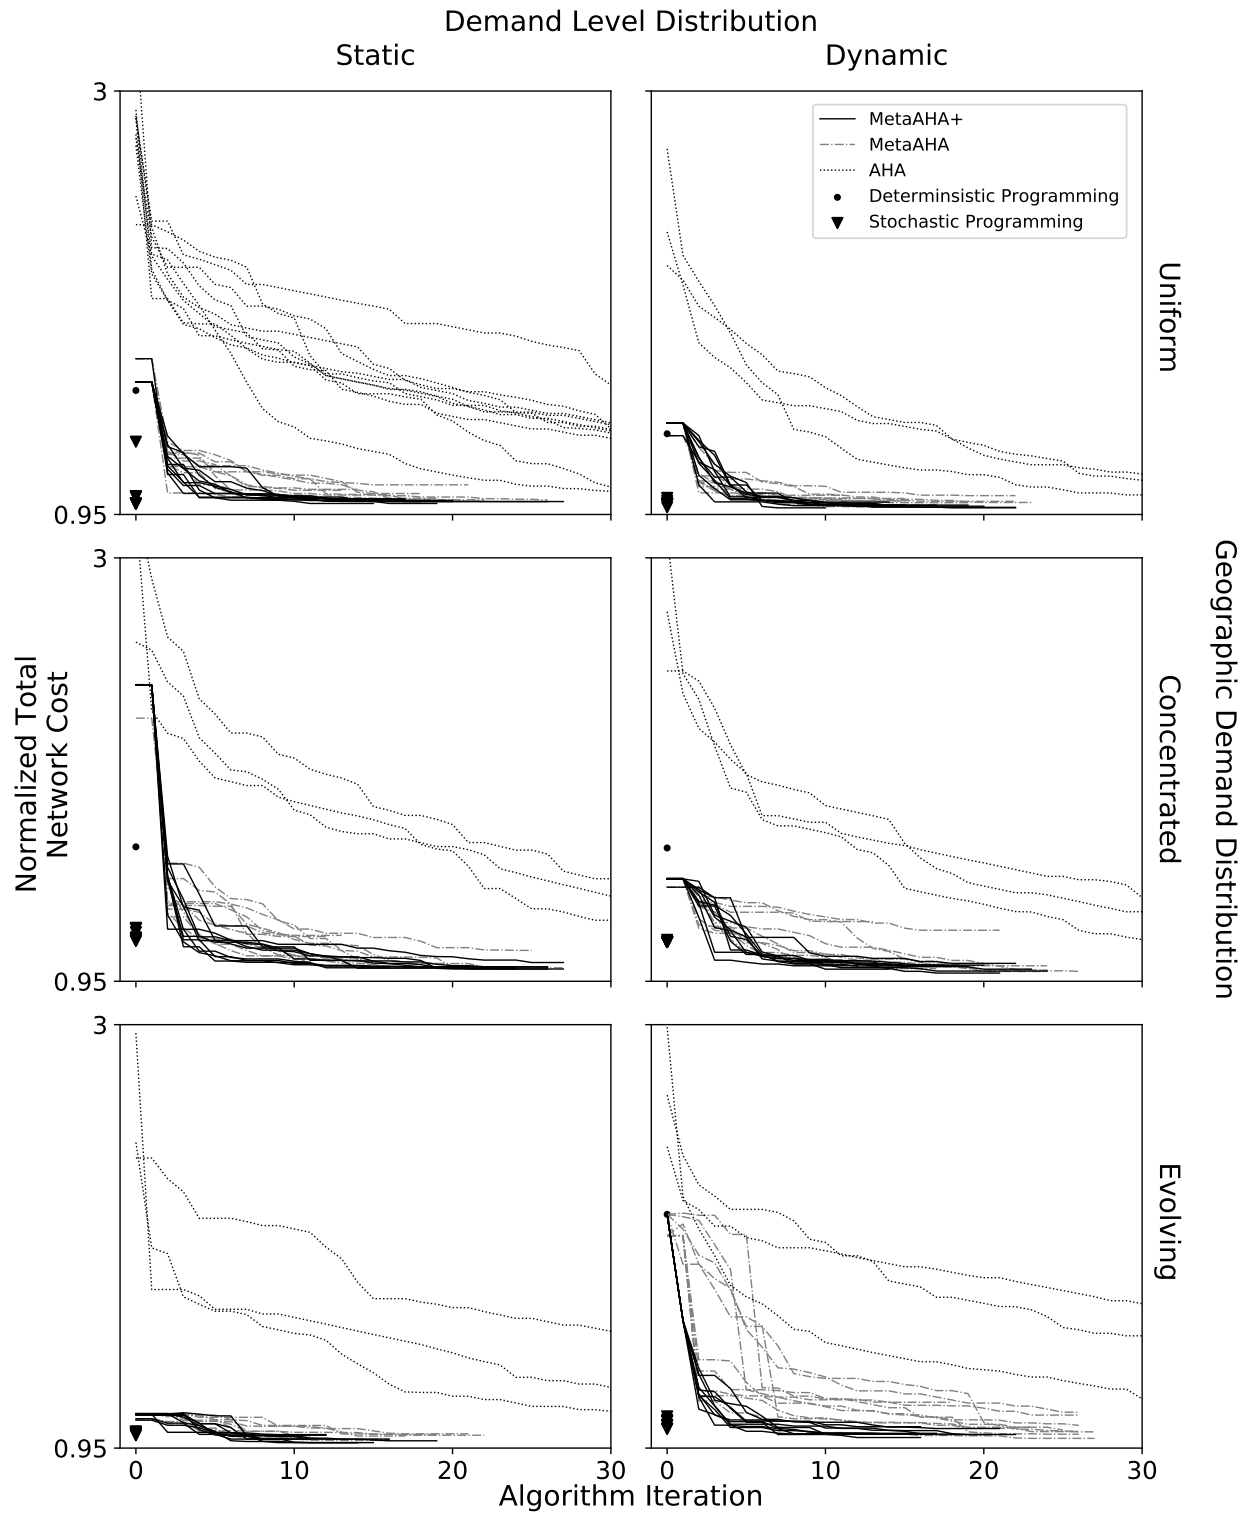 Demand Level Distribution
Static
Dynamic
3
0.95
MetaAHA+
MetaAHA
AHA
Determinsistic Programming
Stochastic Programming
Uniform
3
0.95
Normalized Total
Network Cost
Concentrated
Geographic Demand Distribution
3
0.95
Evolving
0 10 20 30 0 10 20 30
Algorithm Iteration